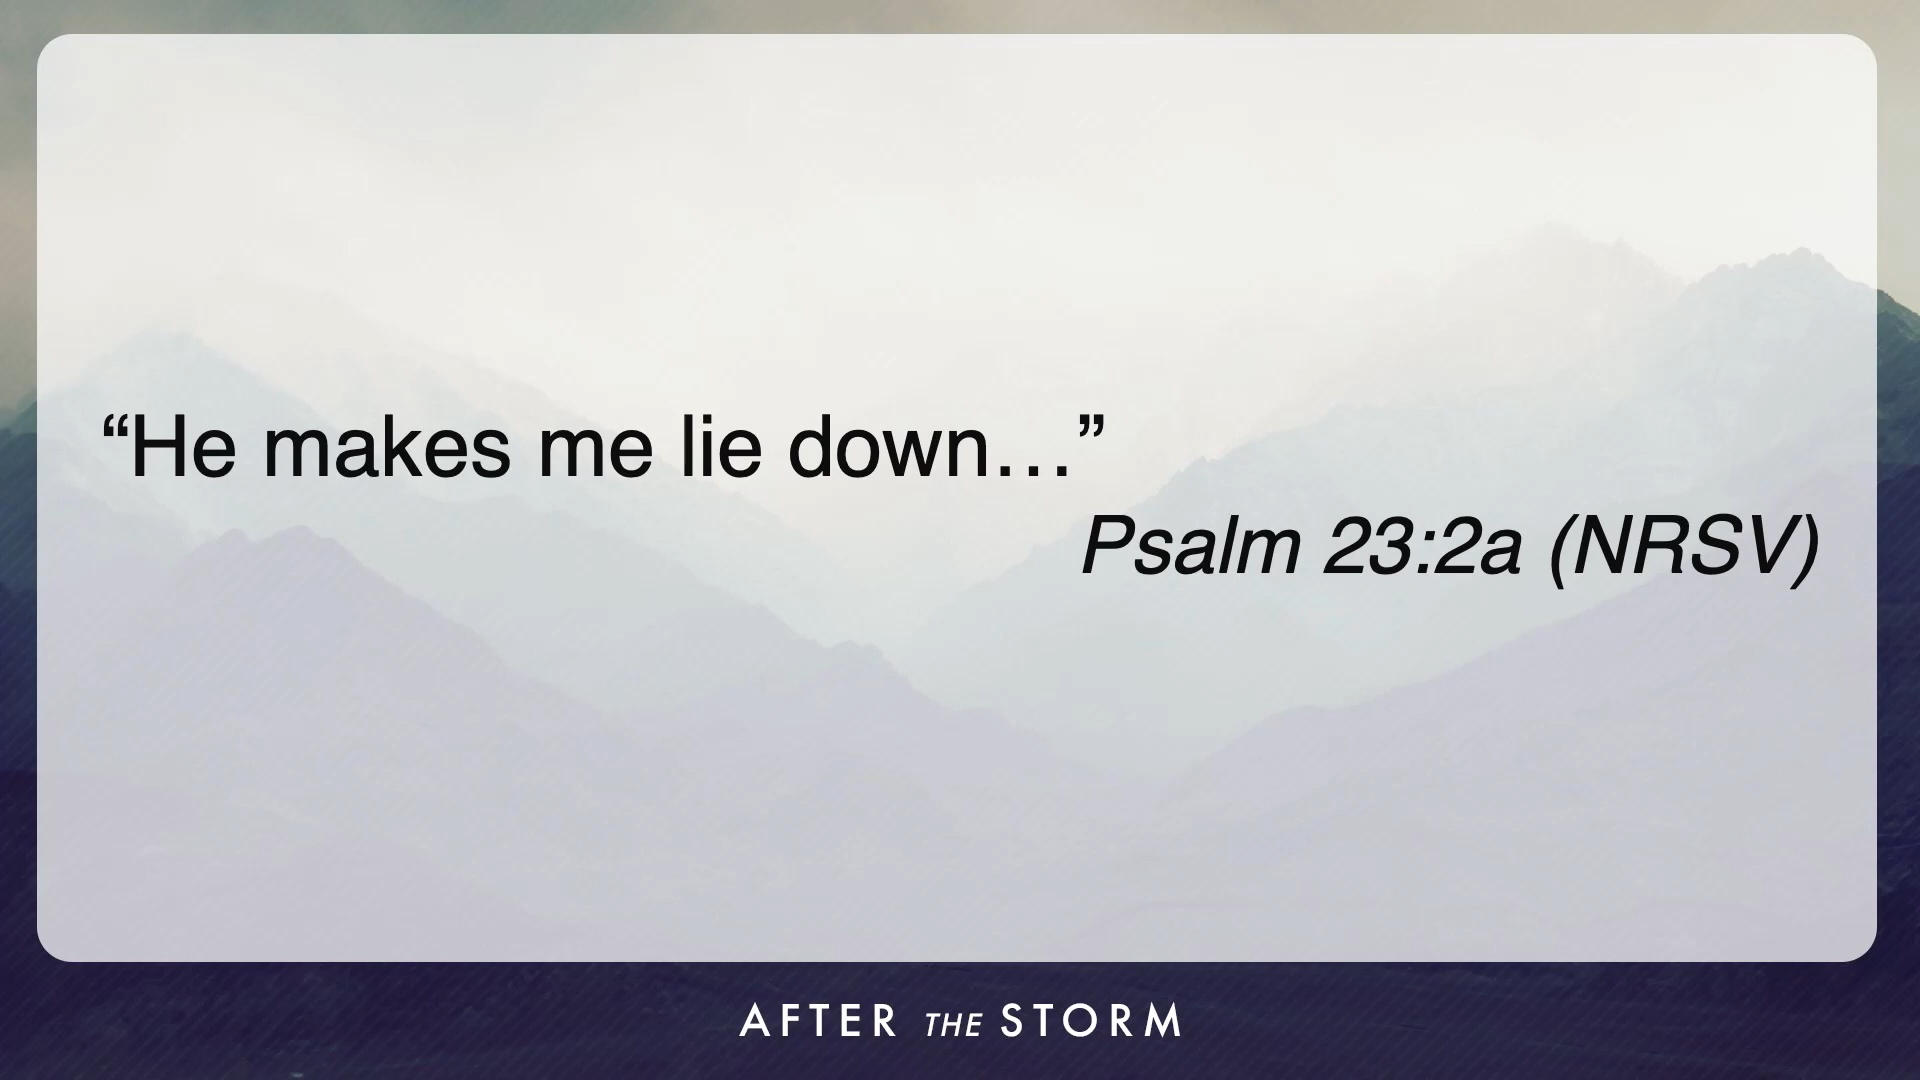 “He makes me lie down…”
Psalm 23:2a (NRSV)
AFTER THE STORM